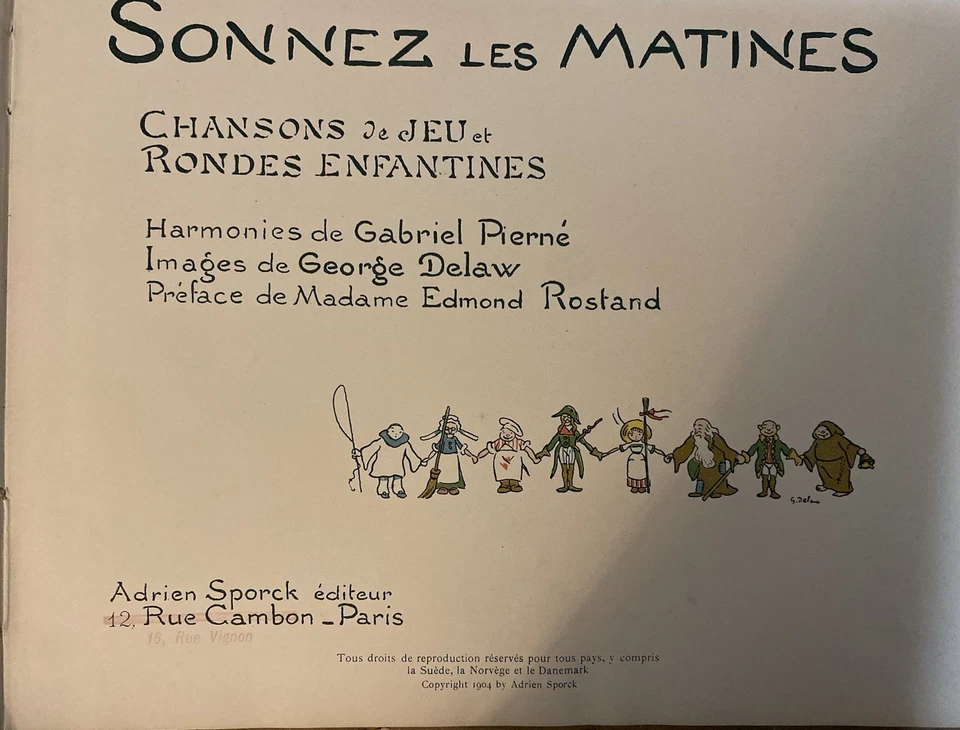 SONNEZ LES MATINES
CHANSONS de JEU et
RONDES ENFANTINES
Harmonies de Gabriel Pierné
Images de George Delaw
Préface de Madame Edmond Rostand
G. Delaw
Adrien Sporck éditeur
12, Rue Cambon - Paris
16, Rue Vignon
Tous droits de reproduction réservés pour tous pays, y compris
la Suède, la Norvège et le Danemark
Copyright 1904 by Adrien Sporck